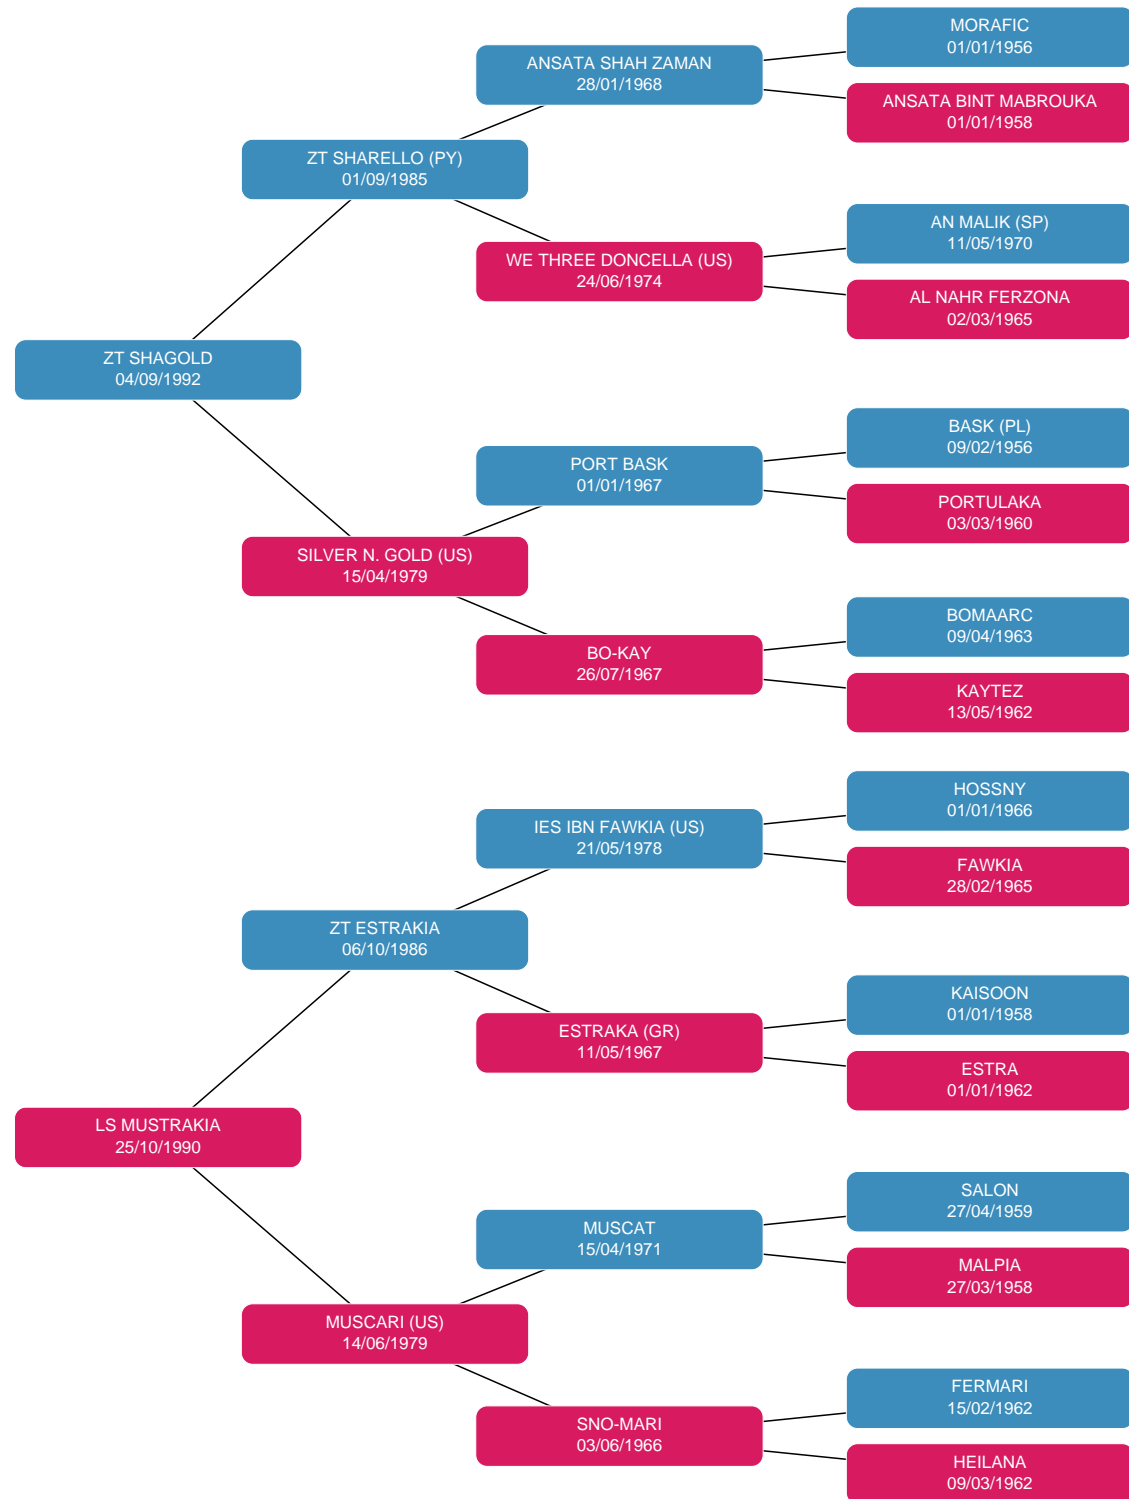 MORAFIC
01/01/1956
ANSATA SHAH ZAMAN
28/01/1968
ANSATA BINT MABROUKA
01/01/1958
ZT SHARELLO (PY)
01/09/1985
AN MALIK (SP)
11/05/1970
WE THREE DONCELLA (US)
24/06/1974
AL NAHR FERZONA
02/03/1965
ZT SHAGOLD
04/09/1992
BASK (PL)
09/02/1956
PORT BASK
01/01/1967
PORTULAKA
03/03/1960
SILVER N. GOLD (US)
15/04/1979
BOMAARC
09/04/1963
BO-KAY
26/07/1967
KAYTEZ
13/05/1962
HOSSNY
01/01/1966
IES IBN FAWKIA (US)
21/05/1978
FAWKIA
28/02/1965
ZT ESTRAKIA
06/10/1986
KAISOON
01/01/1958
ESTRAKA (GR)
11/05/1967
ESTRA
01/01/1962
LS MUSTRAKIA
25/10/1990
SALON
27/04/1959
MUSCAT
15/04/1971
MALPIA
27/03/1958
MUSCARI (US)
14/06/1979
FERMARI
15/02/1962
SNO-MARI
03/06/1966
HEILANA
09/03/1962